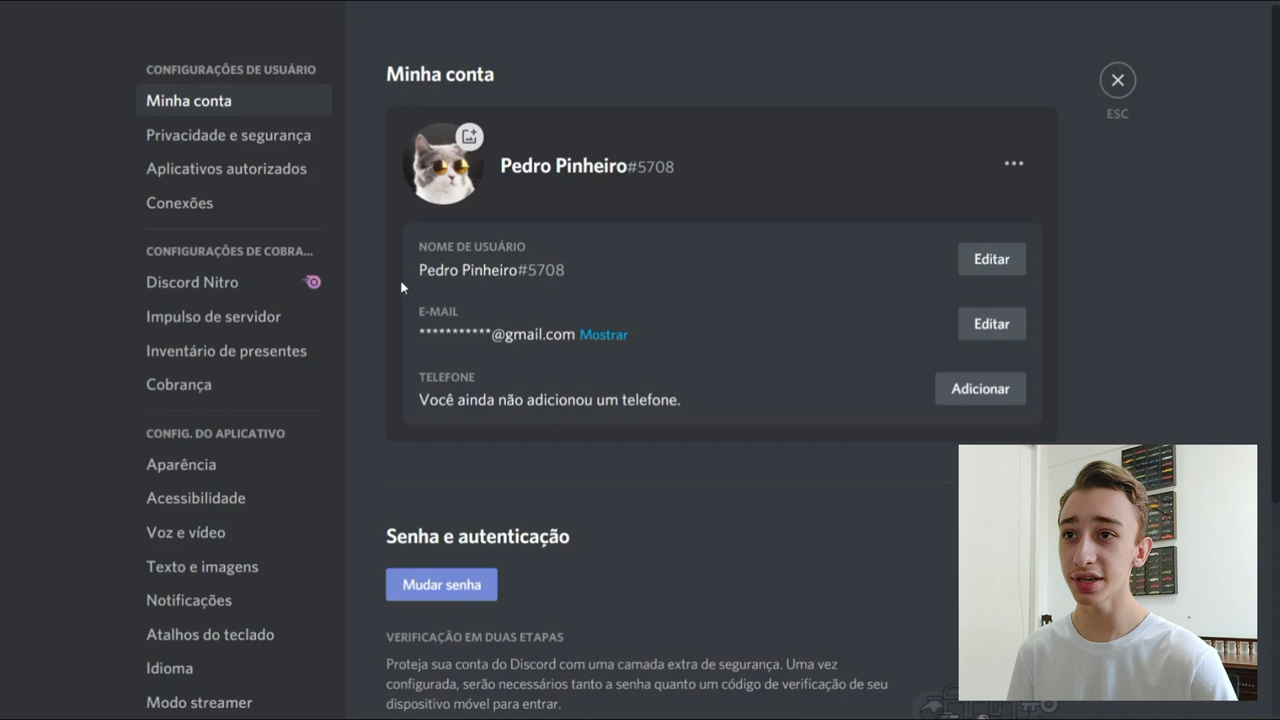 CONFIGURAÇÕES DE USUÁRIO
Minha conta
Privacidade e segurança
Aplicativos autorizados
Conexões
CONFIGURAÇÕES DE COBRA...
Discord Nitro
Impulso de servidor
Inventário de presentes
Cobrança
CONFIG. DO APLICATIVO
Aparência
Acessibilidade
Voz e vídeo
Texto e imagens
Notificações
Atalhos do teclado
Idioma
Modo streamer
Minha conta
ESC
Pedro Pinheiro#5708
NOME DE USUÁRIO
Pedro Pinheiro#5708
Editar
E-MAIL
***********@gmail.com Mostrar
Editar
TELEFONE
Você ainda não adicionou um telefone.
Adicionar
Senha e autenticação
Mudar senha
VERIFICAÇÃO EM DUAS ETAPAS
Proteja sua conta do Discord com uma camada extra de segurança. Uma vez
configurada, serão necessários tanto a senha quanto um código de verificação de seu
dispositivo móvel para entrar.